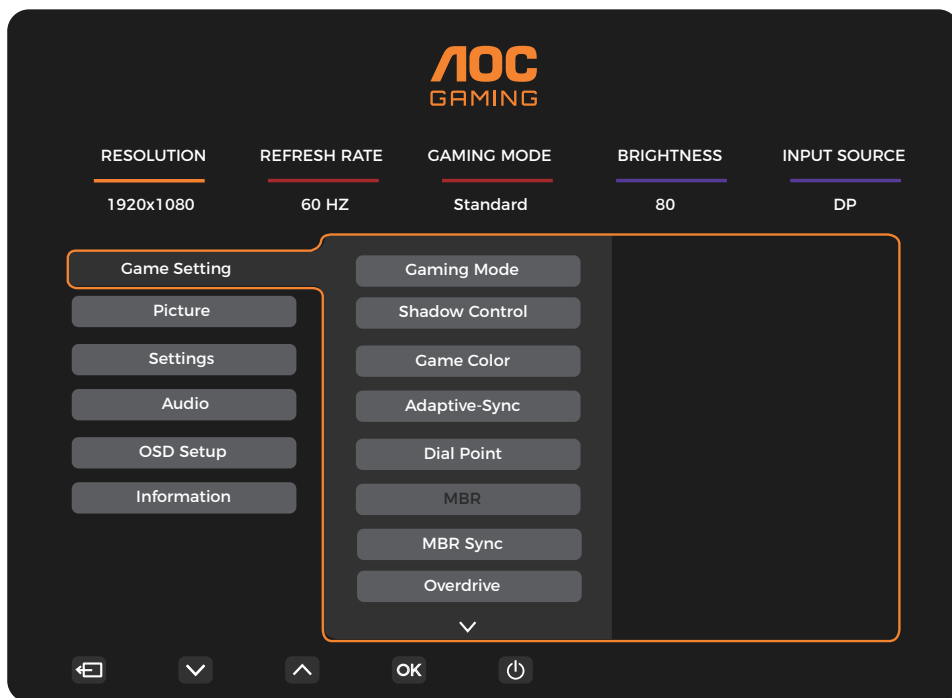 AOC
GAMING
RESOLUTION REFRESH RATE GAMING MODE BRIGHTNESS INPUT SOURCE
1920x1080 60 HZ Standard 80 DP
Game Setting
Picture
Settings
Audio
OSD Setup
Information
Gaming Mode
Shadow Control
Game Color
Adaptive-Sync
Dial Point
MBR
MBR Sync
Overdrive
OK